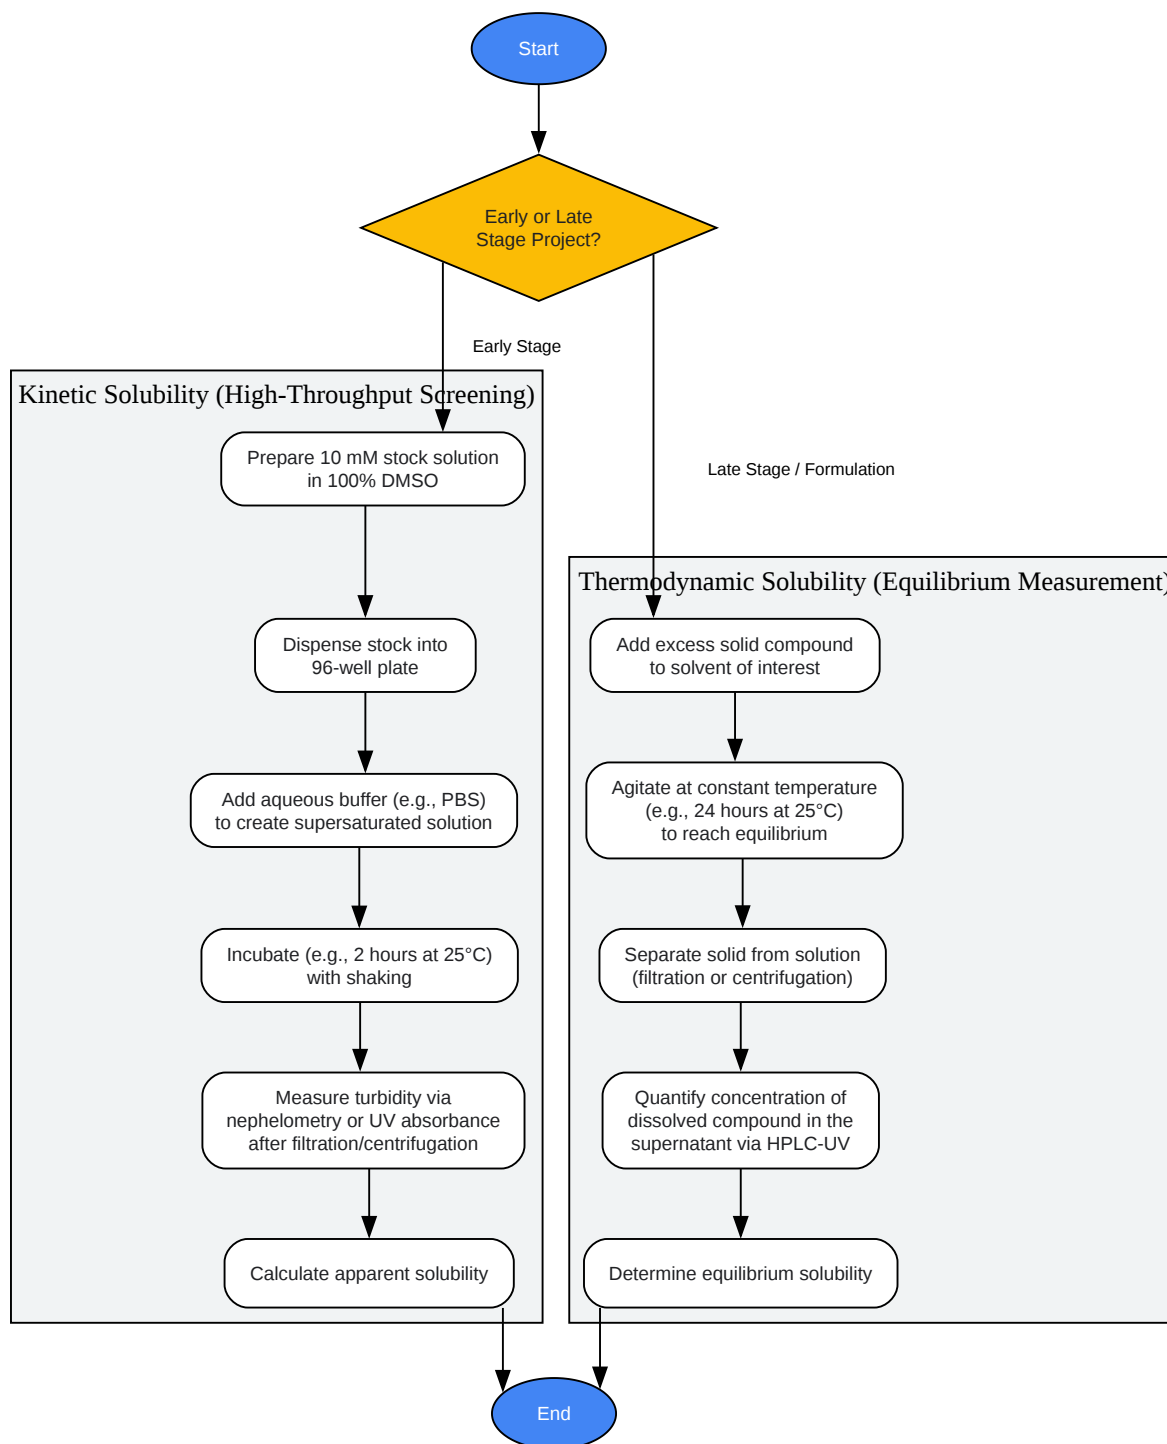 Start
Early or Late
Stage Project?
Early Stage
Kinetic Solubility (High-Throughput Screening)
Prepare 10 mM stock solution
in 100% DMSO
Dispense stock into
96-well plate
Add aqueous buffer (e.g., PBS)
to create supersaturated solution
Incubate (e.g., 2 hours at 25°C)
with shaking
Measure turbidity via
nephelometry or UV absorbance
after filtration/centrifugation
Calculate apparent solubility
Late Stage / Formulation
Thermodynamic Solubility (Equilibrium Measurement)
Add excess solid compound
to solvent of interest
Agitate at constant temperature
(e.g., 24 hours at 25°C)
to reach equilibrium
Separate solid from solution
(filtration or centrifugation)
Quantify concentration of
dissolved compound in the
supernatant via HPLC-UV
Determine equilibrium solubility
End